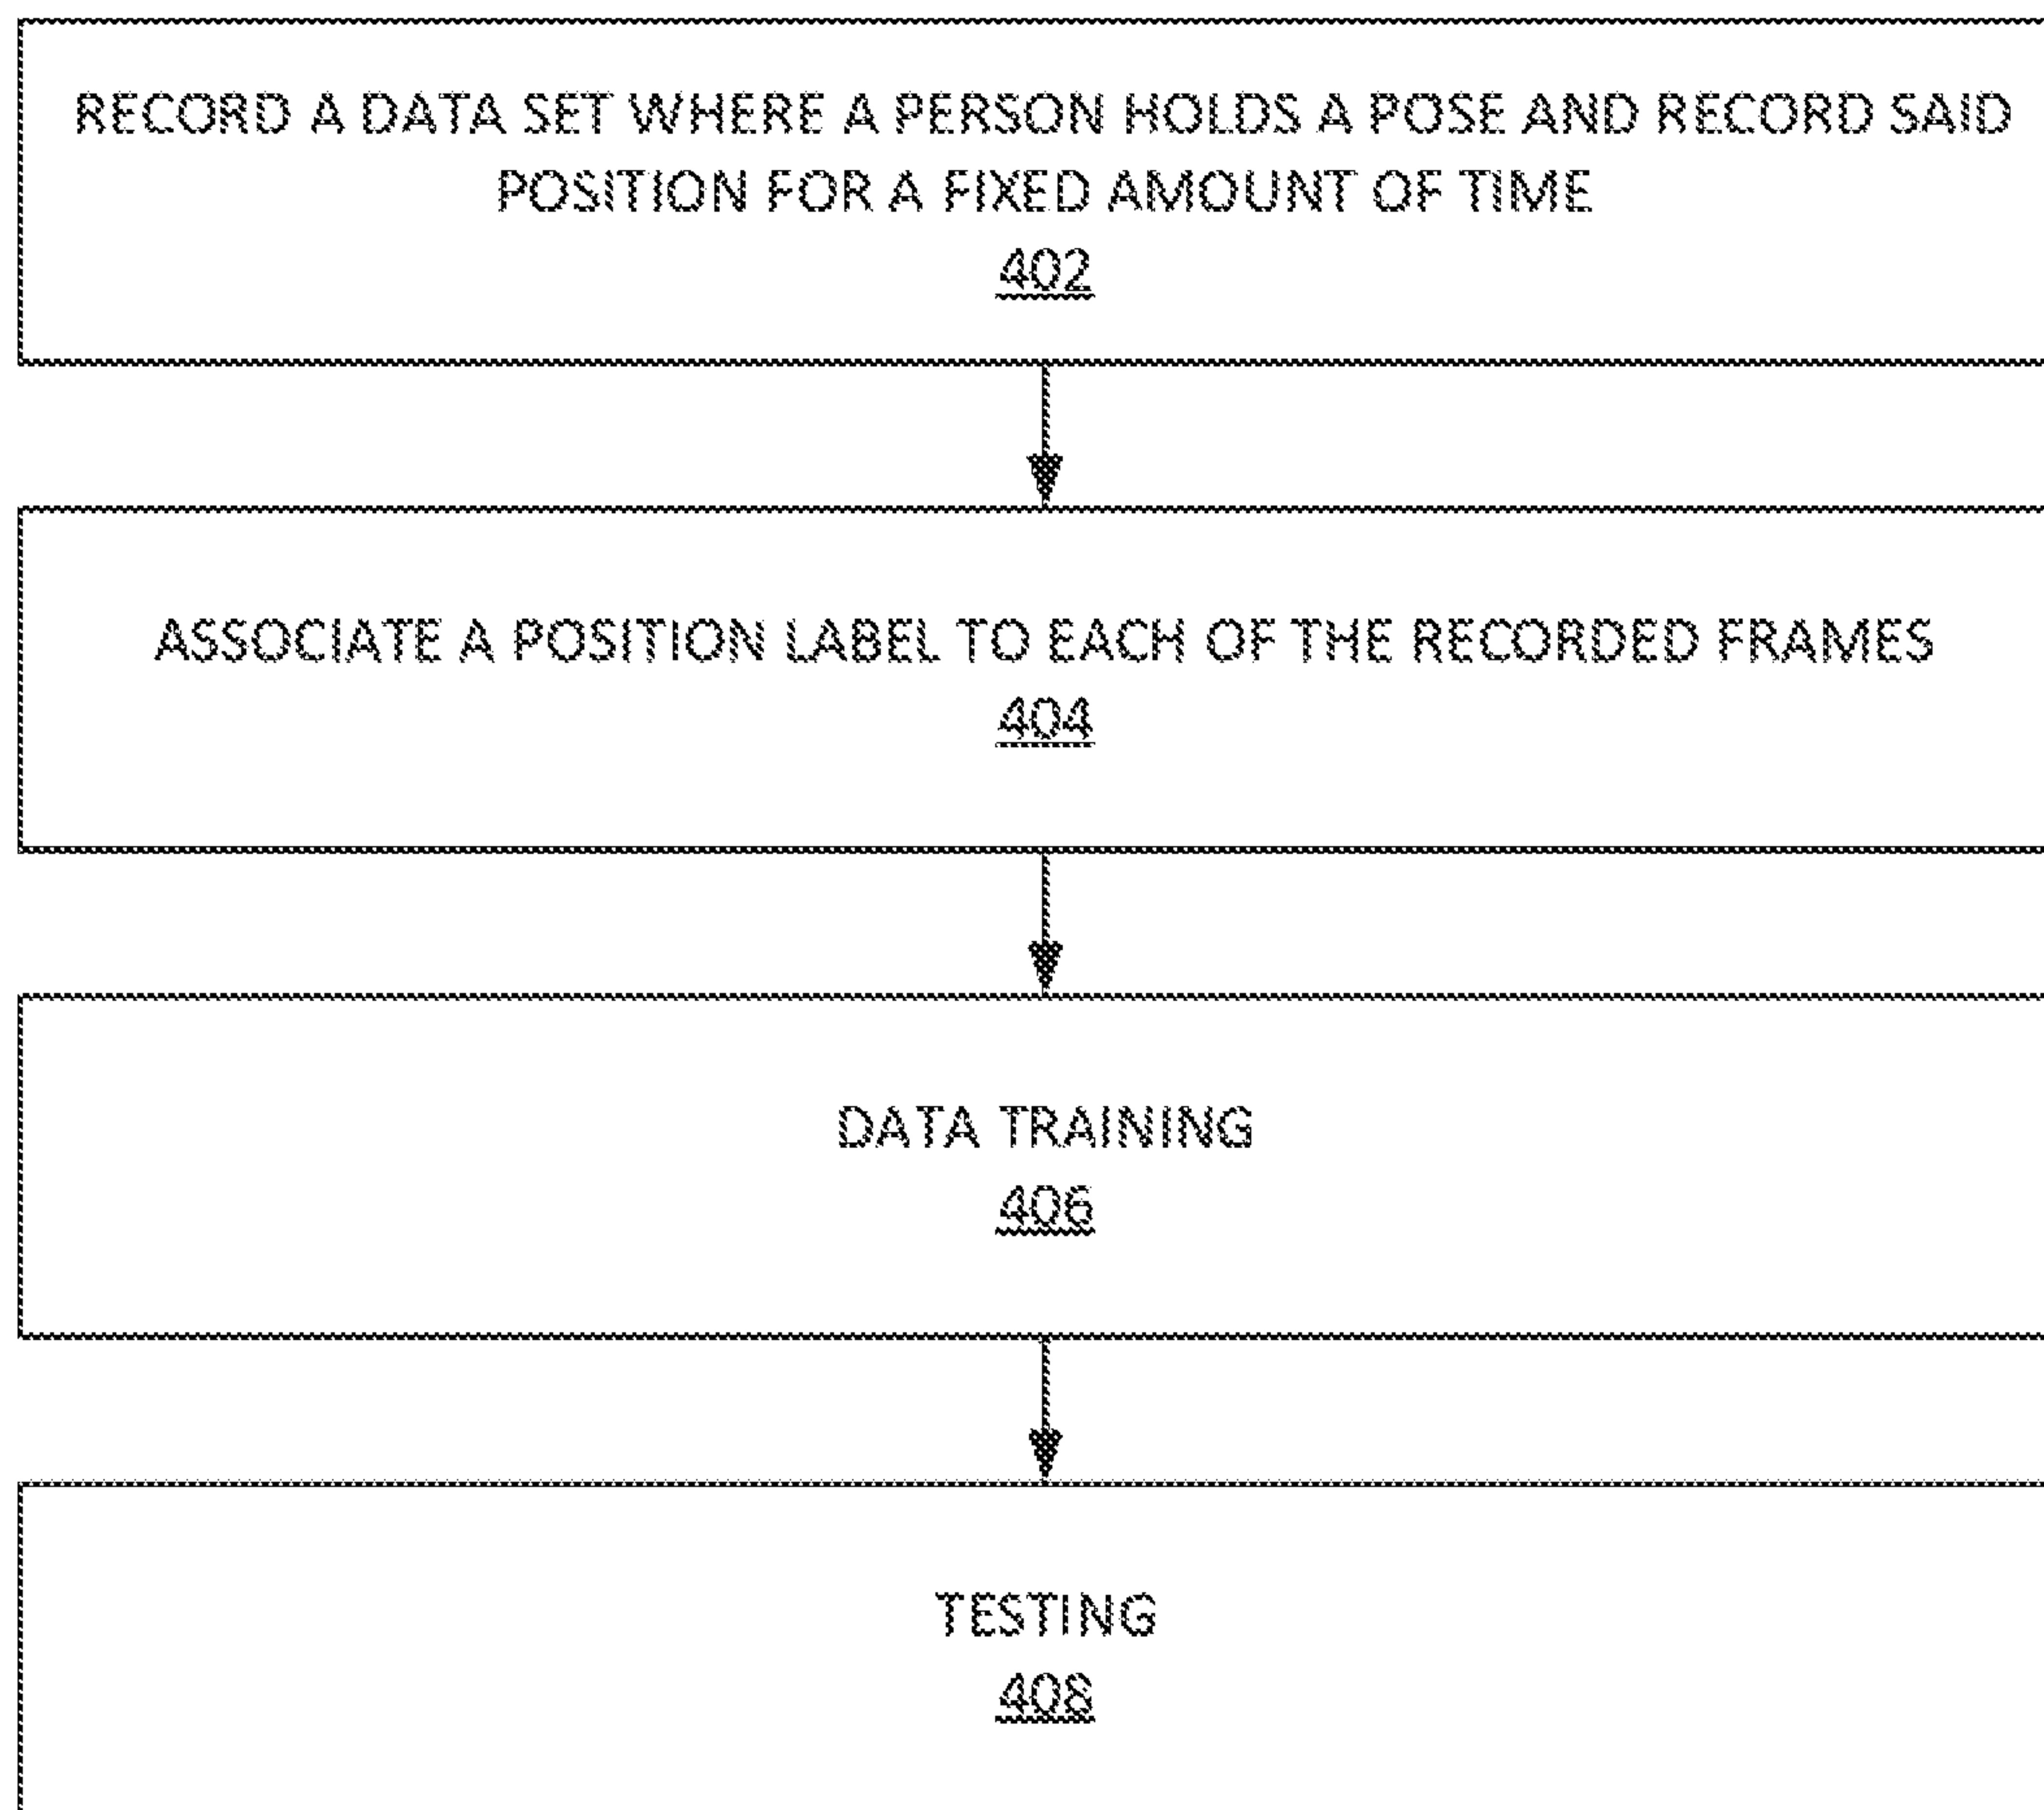 RECORD A DATA SET WHERE A PERSON HOLDS A POSE AND RECORD SAID
POSITION FOR A FIXED AMOUNT OF TIME
402
ASSOCIATE A POSITION LABEL TO EACH OF THE RECORDED FRAMES
404
DATA TRAINING
406
TESTING
408